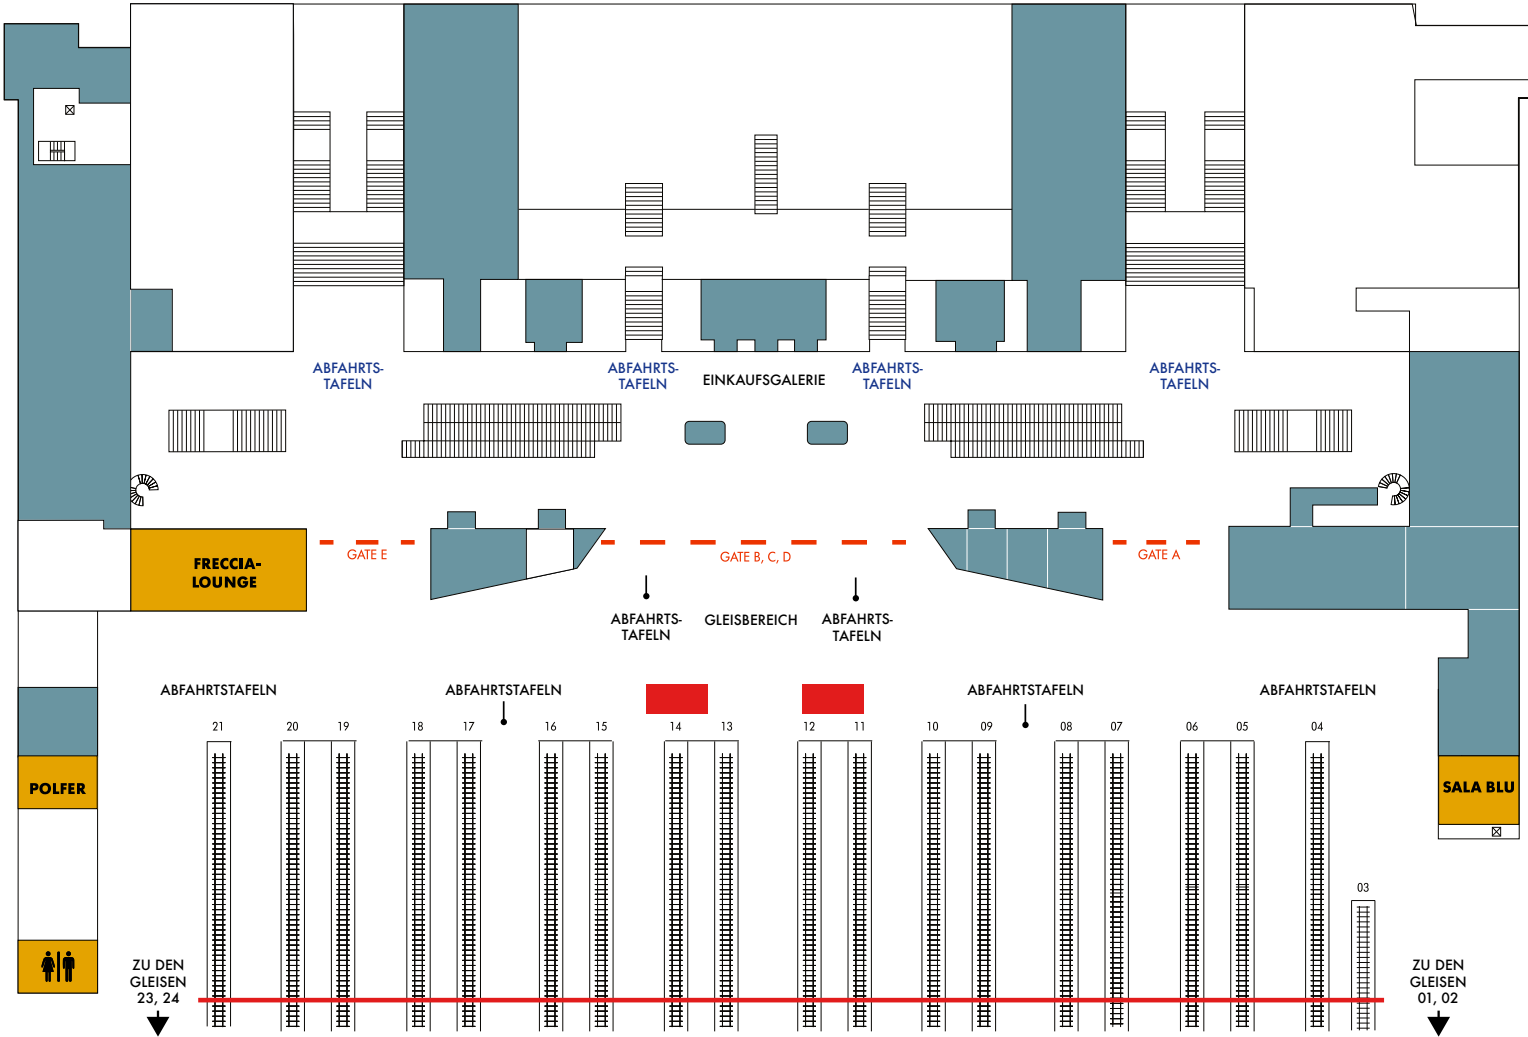 ABFAHRTS-
TAFELN
ABFAHRTS-
TAFELN
EINKAUFSGALERIE
ABFAHRTS-
TAFELN
ABFAHRTS-
TAFELN
FRECCIA-
LOUNGE
GATE E
GATE B, C, D
GATE A
ABFAHRTS-
TAFELN
GLEISBEREICH
ABFAHRTS-
TAFELN
ABFAHRTSTAFELN
ABFAHRTSTAFELN
ABFAHRTSTAFELN
ABFAHRTSTAFELN
21 20 19 18 17 16 15 14 13 12 11 10 09 08 07 06 05 04
POLFER
SALA BLU
03
ZU DEN
GLEISEN
23, 24
ZU DEN
GLEISEN
01, 02